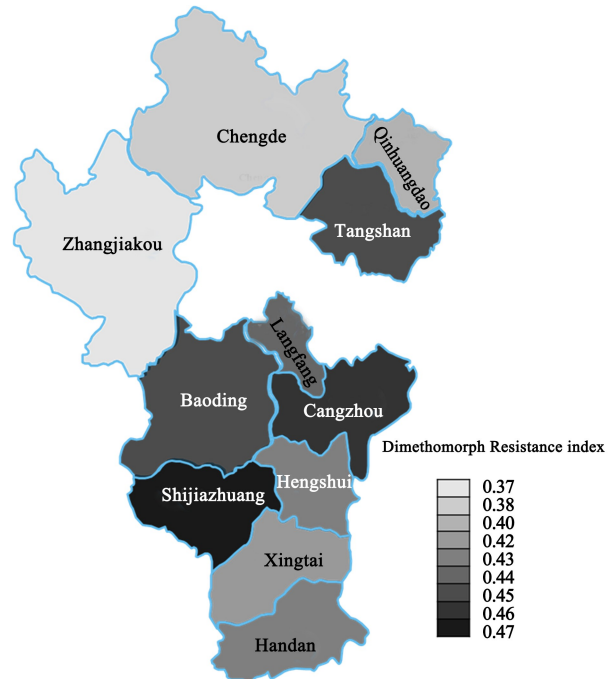 Chengde
Qinhuangdao
Tangshan
Zhangjiakou
Langfang
Baoding
Cangzhou
Dimethomorph Resistance index
Hengshui
Shijiazhuang
Xingtai
Handan
0.37
0.38
0.40
0.42
0.43
0.44
0.45
0.46
0.47